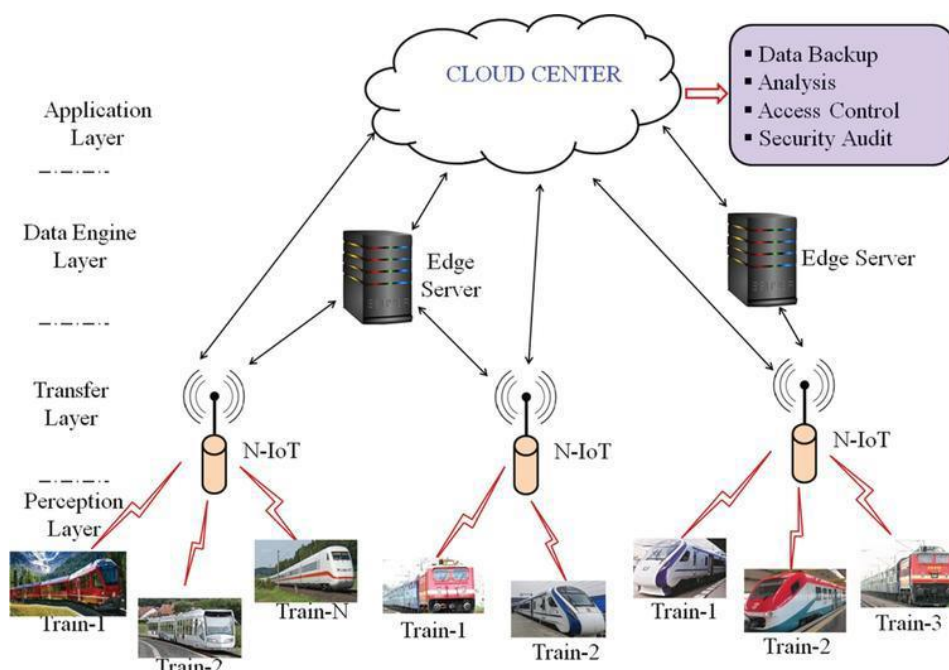 CLOUD CENTER
▪ Data Backup
▪ Analysis
▪ Access Control
▪ Security Audit
Application
Layer
Data Engine
Layer
Edge
Server
Edge Server
Transfer
Layer
N-IoT
N-IoT
N-IoT
Perception
Layer
Train-1
Train-2
Train-N
Train-1
Train-2
Train-1
Train-2
Train-3